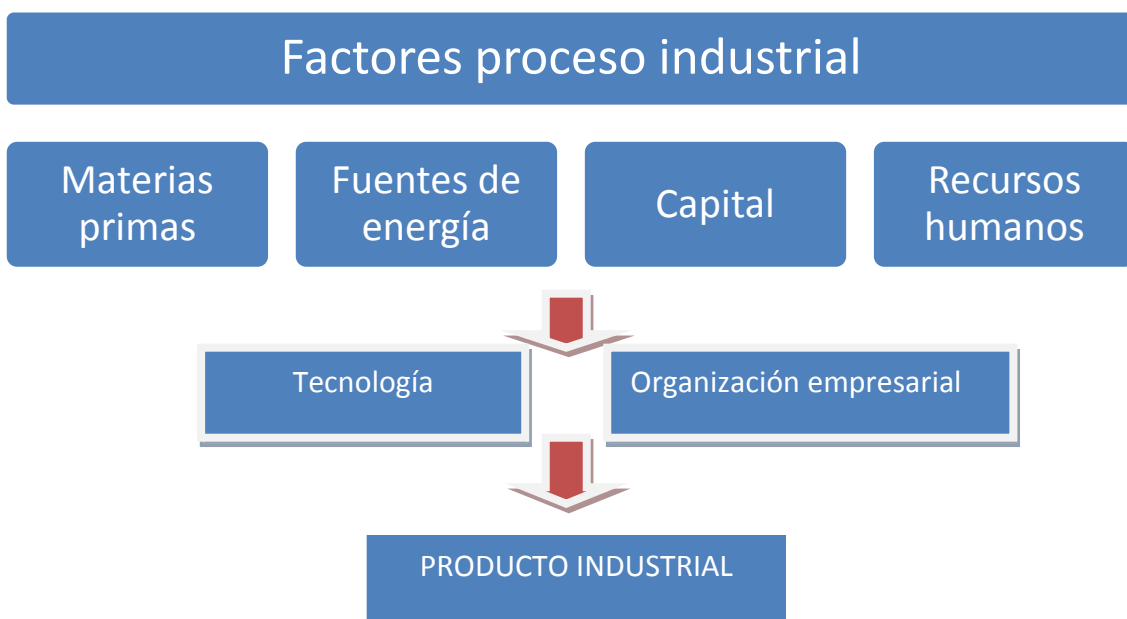 Factores proceso industrial
Materias
primas
Fuentes de
energía
Capital
Recursos
humanos
Tecnología
Organización empresarial
PRODUCTO INDUSTRIAL